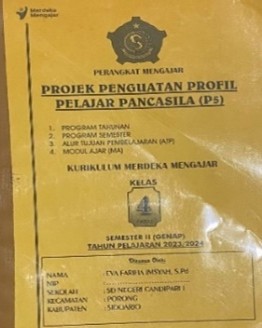 Merdeka
Mengajar
PERANGKAT MENGAJAR
PROJEK PENGUATAN PROFIL
PELAJAR PANCASILA (P5)
1. PROGRAM TAHUNAN
2. PROGRAM SEMESTER
3. ALUR TUJUAN PEMBELAJARAN (ATP)
4. MODUL AJAR (MA)
KURIKULUM MERDEKA MENGAJAR
KELAS
4
SEMESTER II (GENAP)
TAHUN PELAJARAN 2023/2024
Disusun Oleh:
NAMA : FARIFIA S.Pd
NIP :
SEKOLAH : SD NEGERI CANDIPARI I
KECAMATAN : PORONG
KABUPATEN : SIDOARJO